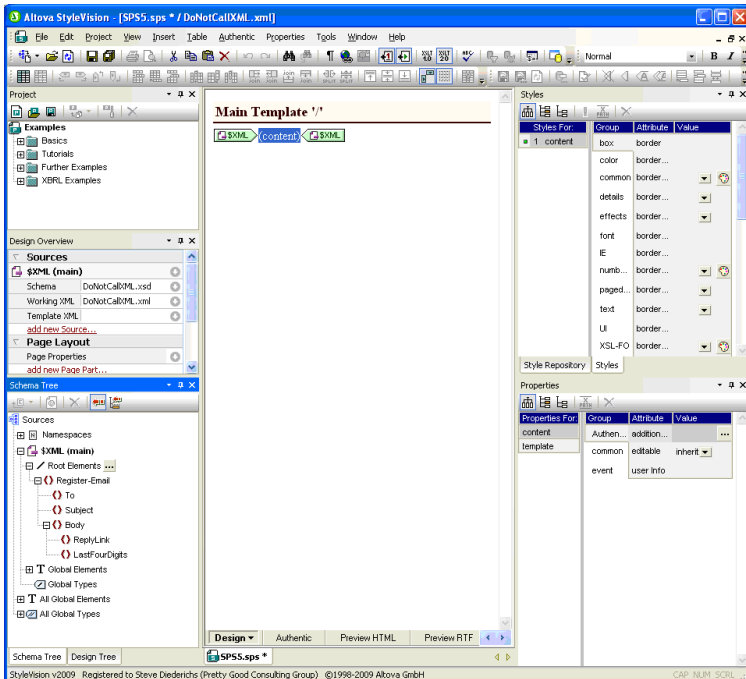 Altova StyleVision - [SPS5.sps * / DoNotCallXML.xml]
File Edit Project View Insert Table Authentic Properties Tools Window Help
XSLT 1.0 XSLT 2.0 Normal B I
Project
Examples
Basics
Tutorials
Further Examples
XBRL Examples
Design Overview
Sources
$XML (main)
Schema DoNotCallXML.xsd
Working XML DoNotCallXML.xml
Template XML
add new Source...
Page Layout
Page Properties
add new Page Part...
Schema Tree
Sources
N Namespaces
$XML (main)
Root Elements ...
() Register-Email
() To
() Subject
() Body
() ReplyLink
() LastFourDigits
T Global Elements
Global Types
T All Global Elements
All Global Types
Schema Tree Design Tree
Main Template '/'
$XML (content) $XML
Design Authentic Preview HTML Preview RTF
SPS5.sps *
Styles
Styles For: Group Attribute Value
1 content box border
color border...
common border...
details border...
effects border...
font border...
IE border...
numb... border...
paged... border...
text border...
UI border...
XSL-FO border...
Style Repository Styles
Properties
Properties For: Group Attribute Value
content Authen... addition... ...
template common editable inherit
event user Info
StyleVision v2009 Registered to Steve Diederichs (Pretty Good Consulting Group) ©1998-2009 Altova GmbH CAP NUM SCRL